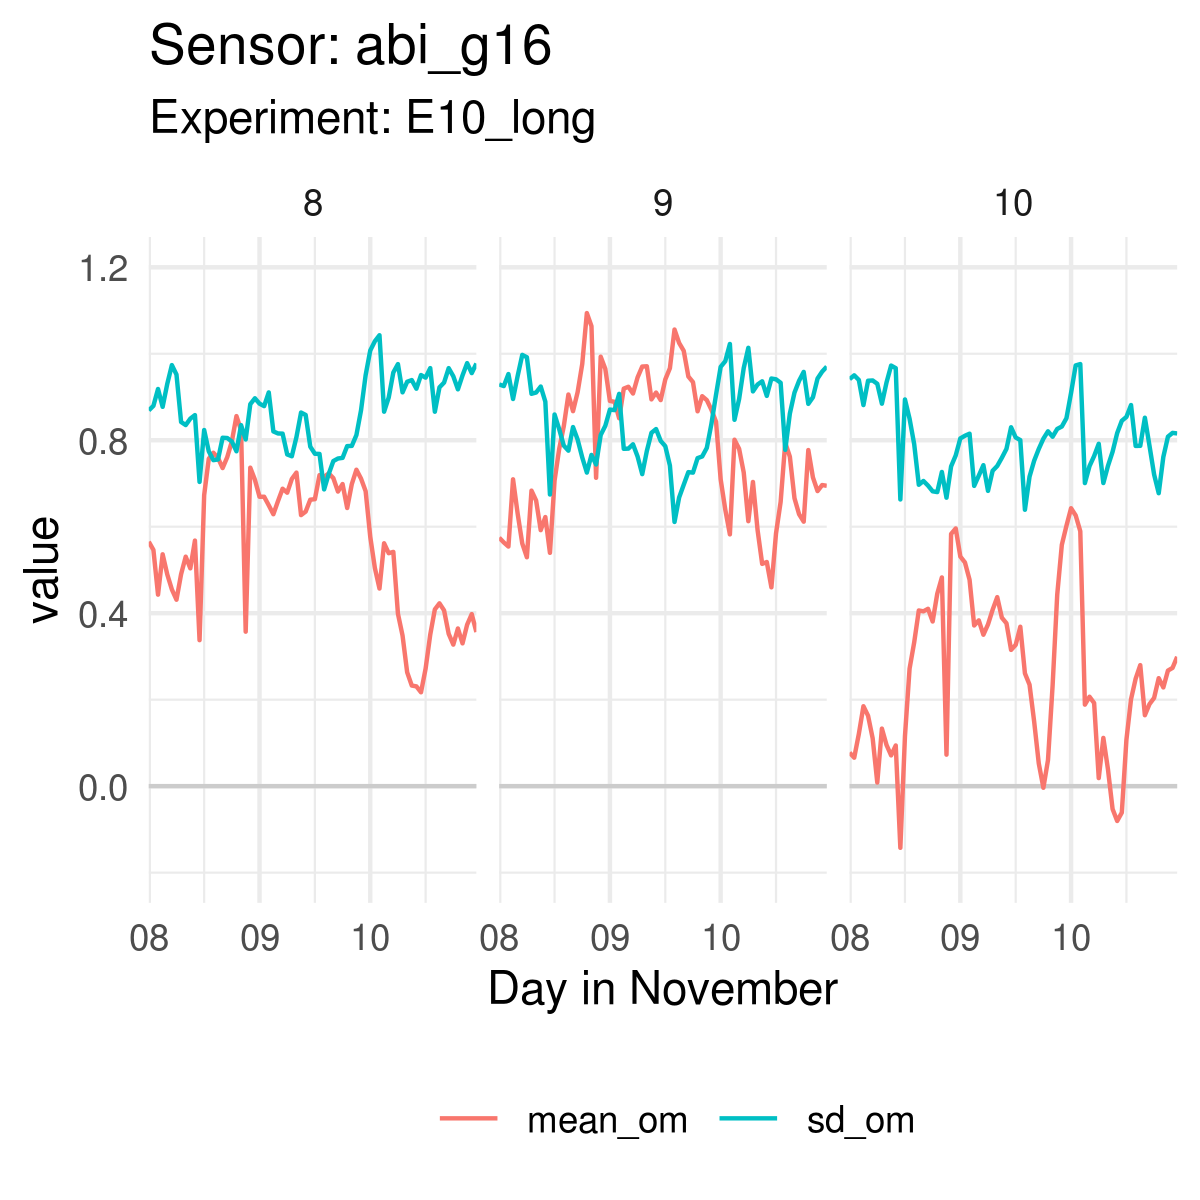 Sensor: abi_g16
Experiment: E10_long
8 9 10
1.2
0.8
0.4
0.0
value
08 09 10 08 09 10 08 09 10
Day in November
mean_om sd_om